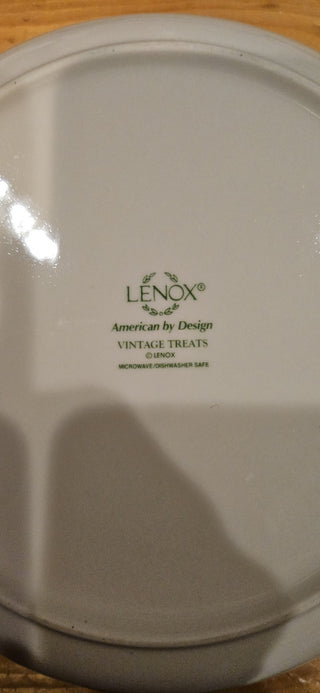 LENOX®
American by Design
VINTAGE TREATS
© LENOX
MICROWAVE/DISHWASHER SAFE